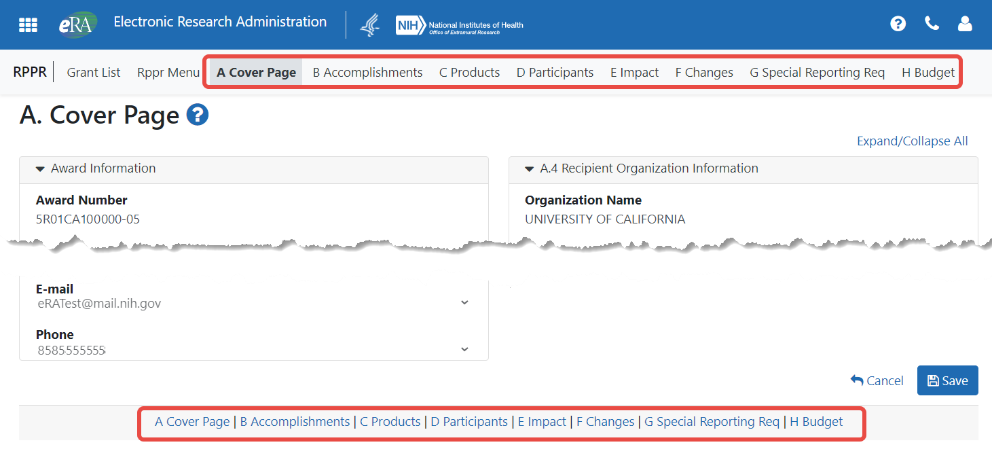 eRA Electronic Research Administration NIH National Institutes of Health
Office of Extramural Research
RPPR Grant List Rppr Menu A Cover Page B Accomplishments C Products D Participants E Impact F Changes G Special Reporting Req H Budget
A. Cover Page ?
Expand/Collapse All
Award Information
Award Number
5R01CA100000-05
A.4 Recipient Organization Information
Organization Name
UNIVERSITY OF CALIFORNIA
E-mail
eRATest@mail.nih.gov
Phone
8585555555
Cancel Save
A Cover Page | B Accomplishments | C Products | D Participants | E Impact | F Changes | G Special Reporting Req | H Budget